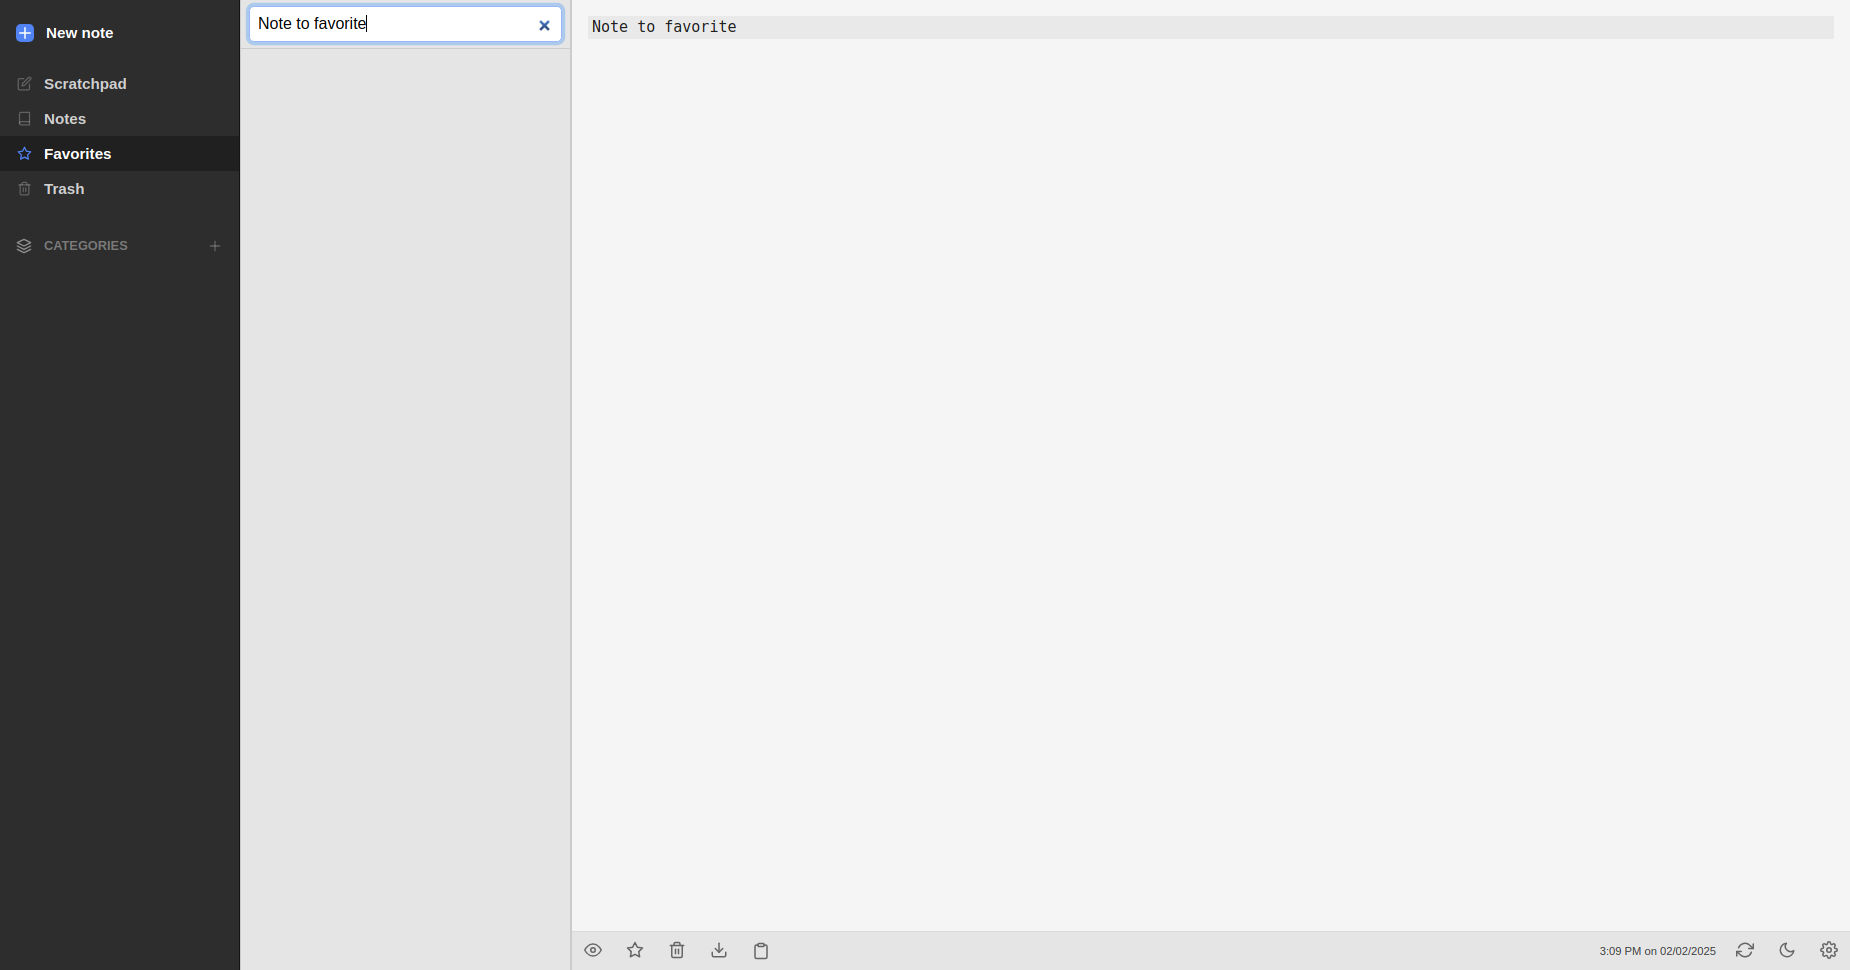 New note
Scratchpad
Notes
Favorites
Trash
CATEGORIES
Note to favorite
Note to favorite
3:09 PM on 02/02/2025